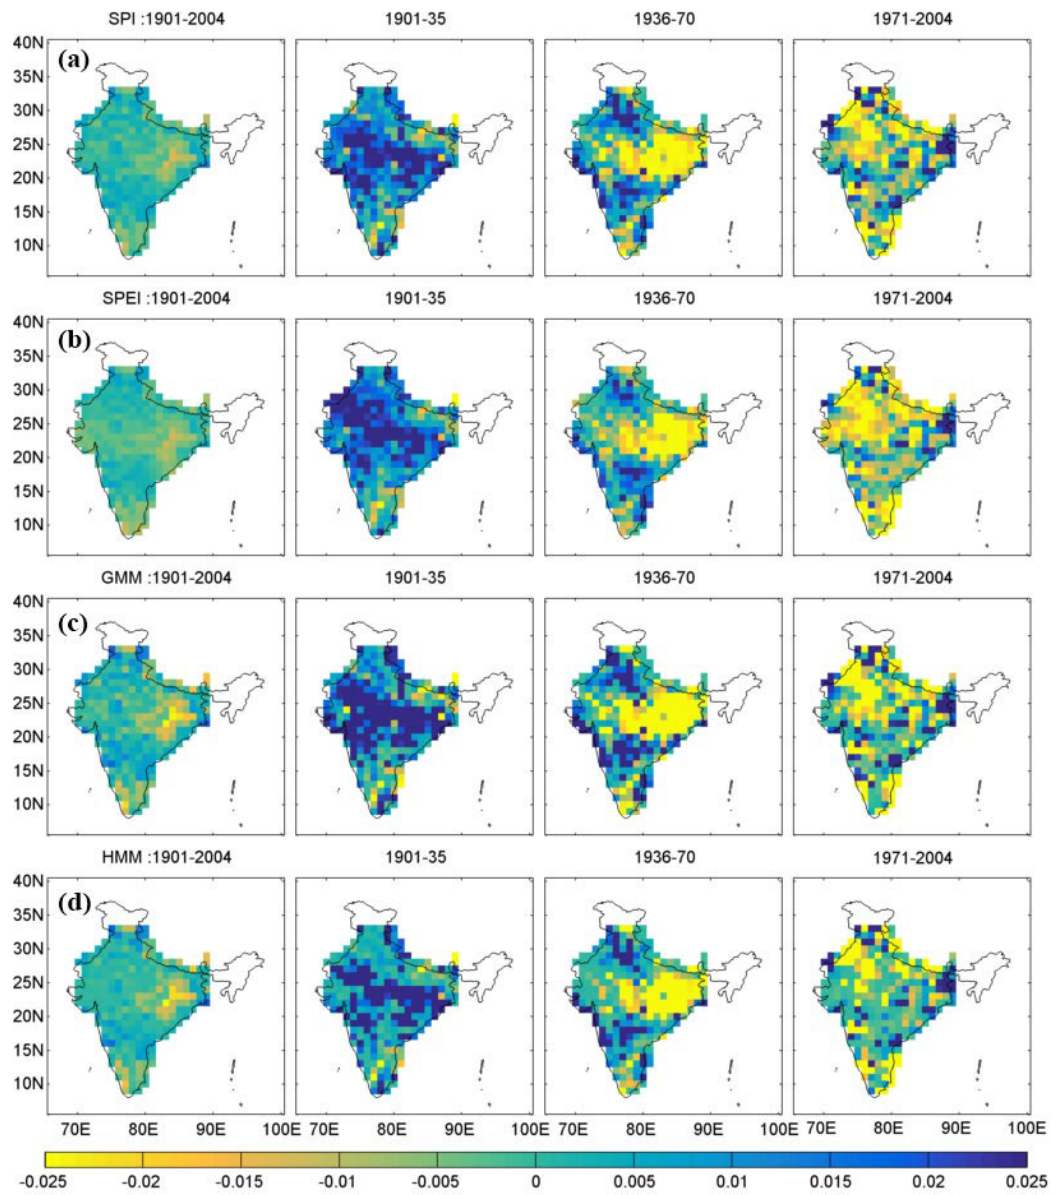 SPI :1901-2004 1901-35 1936-70 1971-2004
(a)
40N
30N
25N
20N
15N
10N
SPEI :1901-2004 1901-35 1936-70 1971-2004
(b)
40N
30N
25N
20N
15N
10N
GMM :1901-2004 1901-35 1936-70 1971-2004
(c)
40N
30N
25N
20N
15N
10N
HMM :1901-2004 1901-35 1936-70 1971-2004
(d)
40N
30N
25N
20N
15N
10N
70E 80E 90E 100E 70E 80E 90E 100E 70E 80E 90E 100E 70E 80E 90E 100E
-0.025 -0.02 -0.015 -0.01 -0.005 0 0.005 0.01 0.015 0.02 0.025